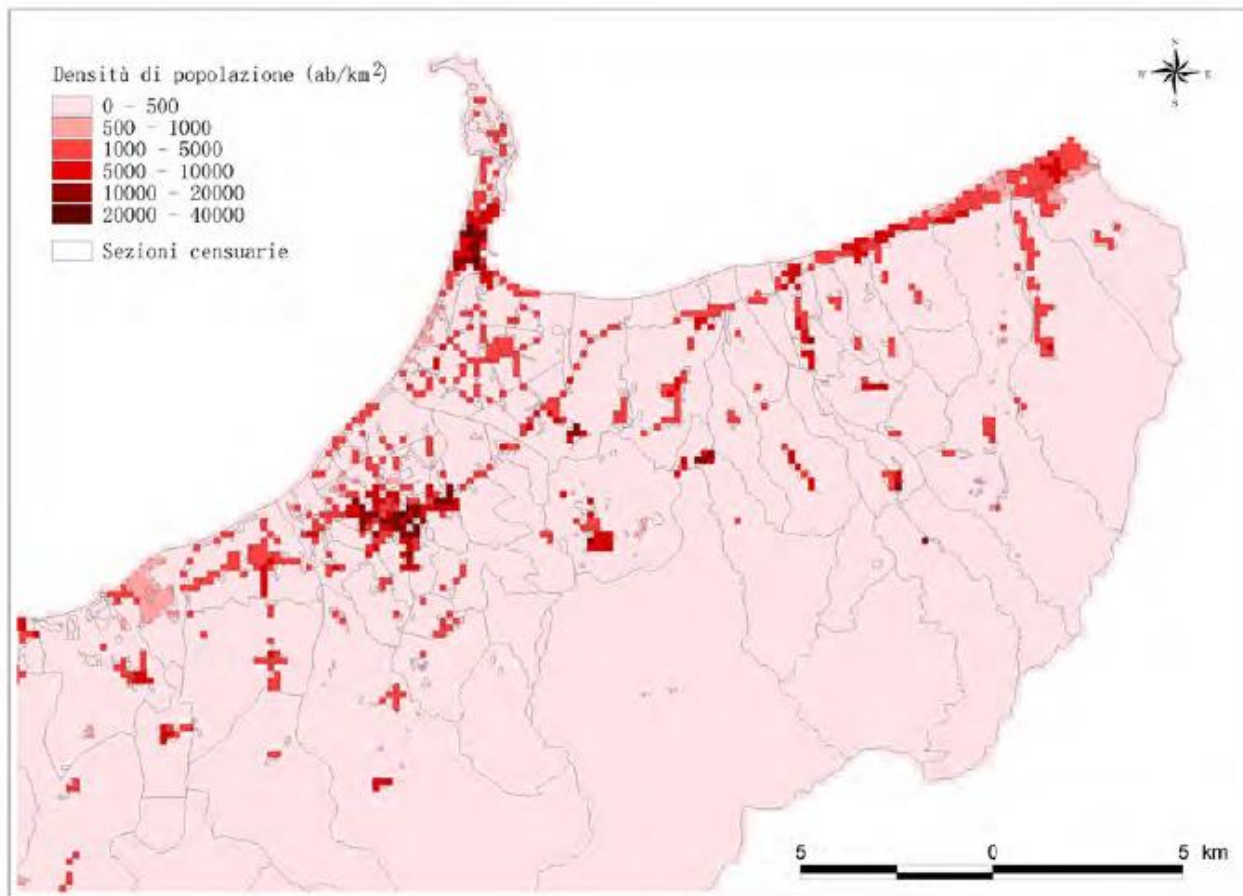 Densità di popolazione (ab/km²)
0 - 500
500 - 1000
1000 - 5000
5000 - 10000
10000 - 20000
20000 - 40000
Sezioni censuarie
S
W E
S
5 0 5 km